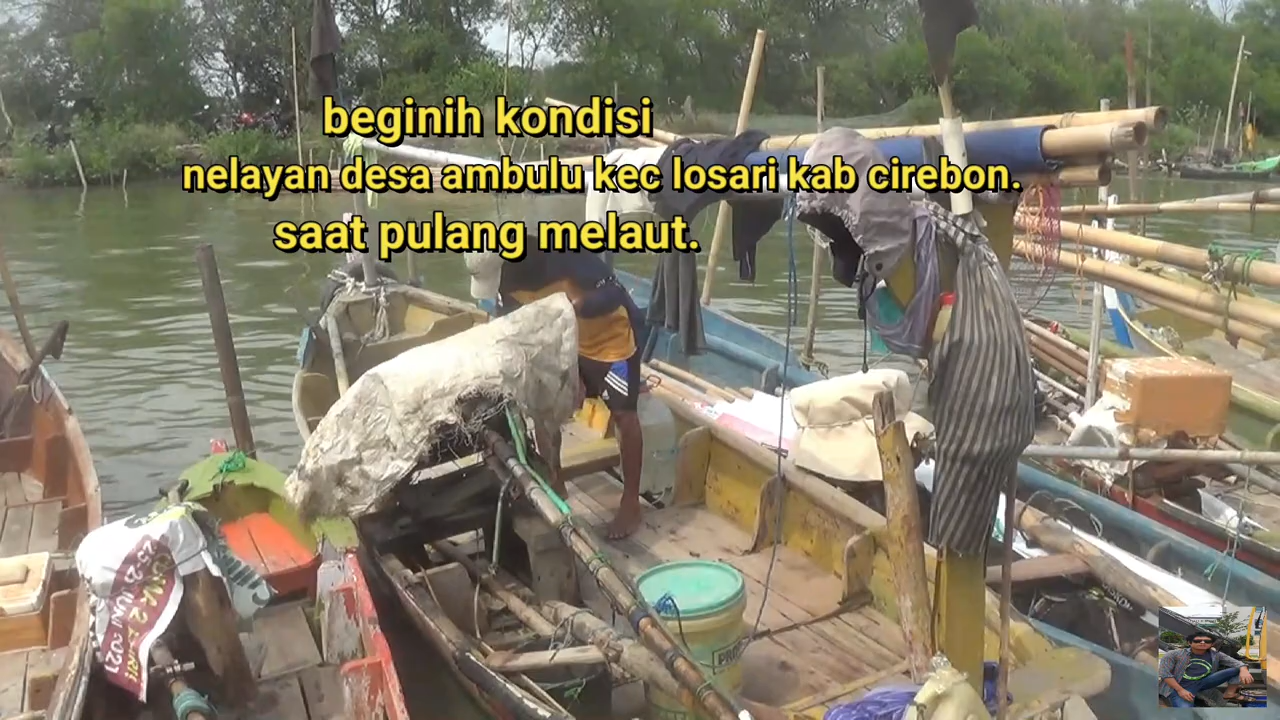 beginih kondisi
nelayan desa ambulu kec losari kab cirebon.
saat pulang melaut.